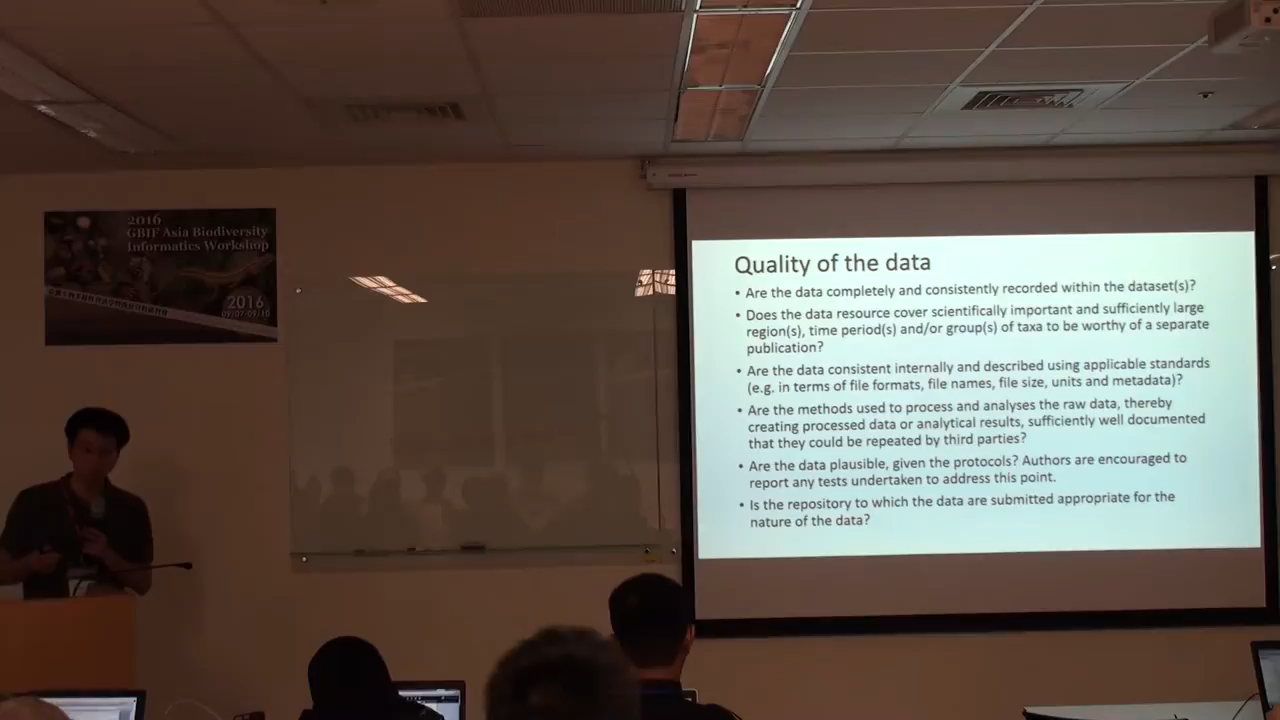 2016
GBIF Asia Biodiversity
Informatics Workshop
2016
Quality of the data
• Are the data completely and consistently recorded within the dataset(s)?
• Does the data resource cover scientifically important and sufficiently large
region(s), time period(s) and/or group(s) of taxa to be worthy of a separate
publication?
• Are the data consistent internally and described using applicable standards
(e.g. in terms of file formats, file names, file size, units and metadata)?
• Are the methods used to process and analyses the raw data, thereby
creating processed data or analytical results, sufficiently well documented
that they could be repeated by third parties?
• Are the data plausible, given the protocols? Authors are encouraged to
report any tests undertaken to address this point.
• Is the repository to which the data are submitted appropriate for the
nature of the data?